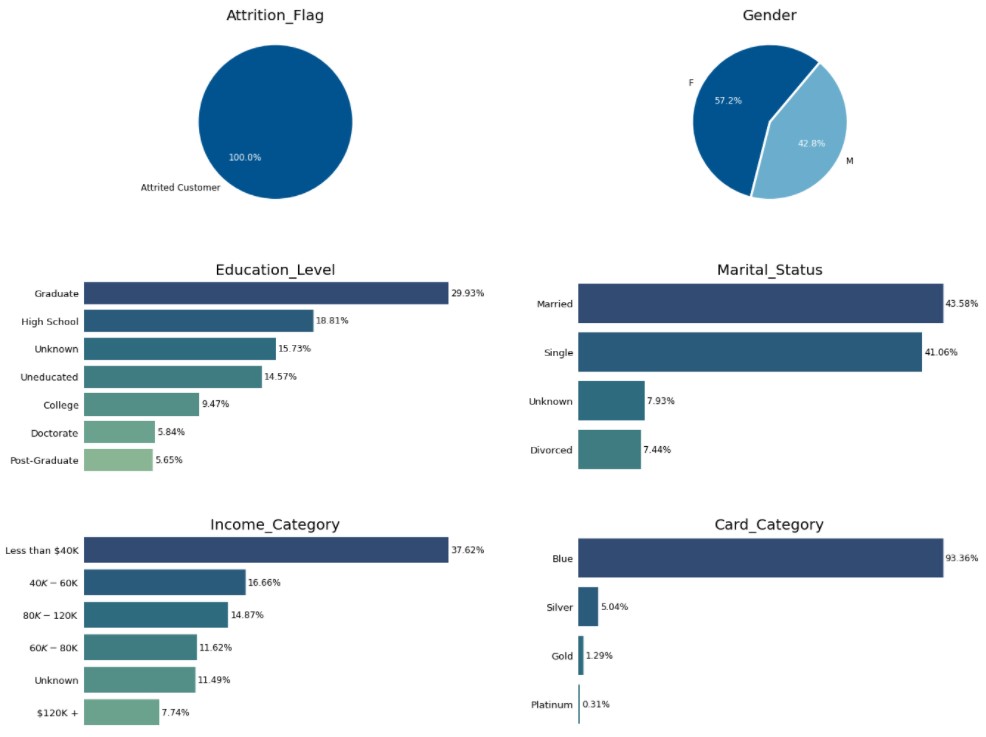 Attrition_Flag
100.0%
Attrited Customer
Gender
F
57.2%
42.8%
M
Education_Level
Graduate 29.93%
High School 18.81%
Unknown 15.73%
Uneducated 14.57%
College 9.47%
Doctorate 5.84%
Post-Graduate 5.65%
Marital_Status
Married 43.58%
Single 41.06%
Unknown 7.93%
Divorced 7.44%
Income_Category
Less than $40K 37.62%
40K − 60K 16.66%
80K − 120K 14.87%
60K − 80K 11.62%
Unknown 11.49%
$120K + 7.74%
Card_Category
Blue 93.36%
Silver 5.04%
Gold 1.29%
Platinum 0.31%